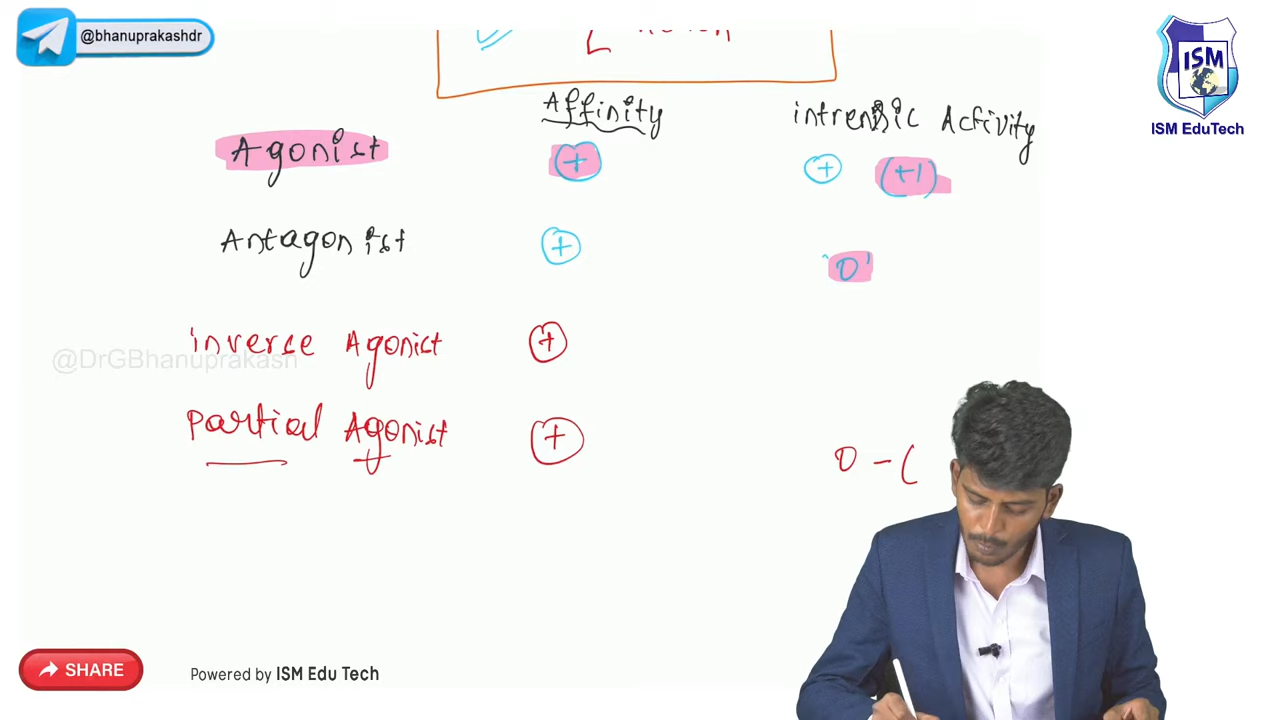 @bhanuprakashdr
ISM
ISM EduTech
Affinity intrensic Activity
Agonist + + (+1)
Antagonist + '0'
inverse Agonist +
@DrGBhanuprakash
Partial Agonist + 0 - (
SHARE
Powered by ISM Edu Tech